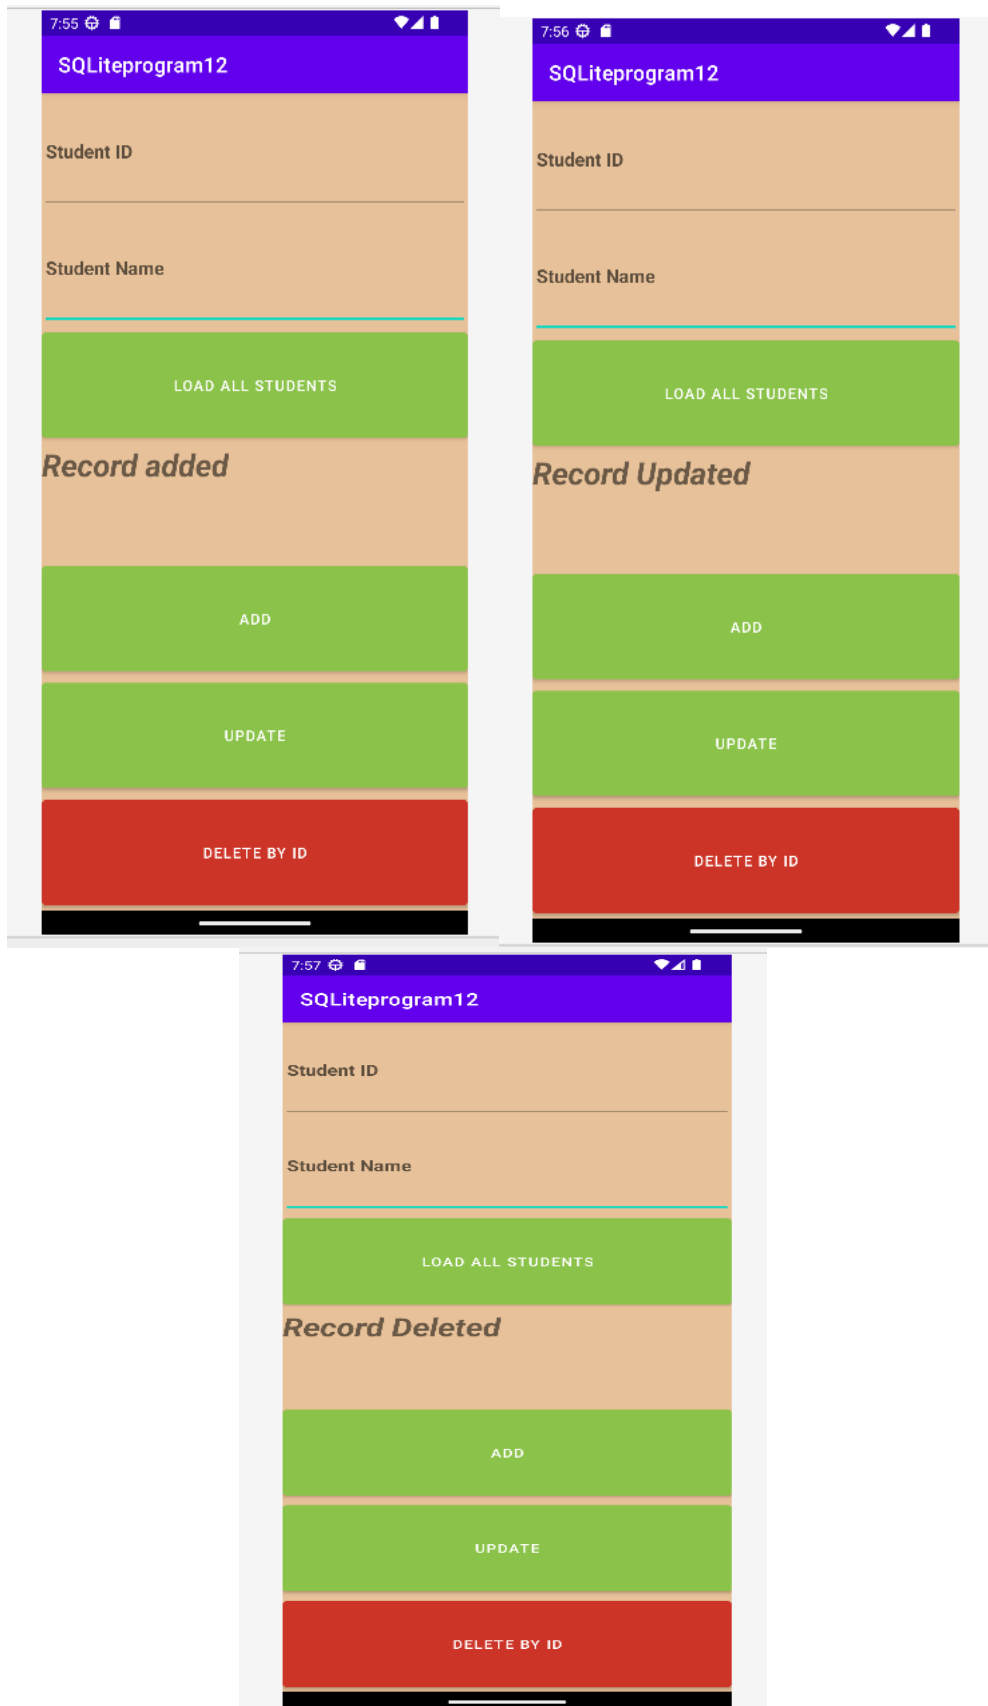 7:55
SQLiteprogram12
Student ID
Student Name
LOAD ALL STUDENTS
Record added
ADD
UPDATE
DELETE BY ID
7:56
SQLiteprogram12
Student ID
Student Name
LOAD ALL STUDENTS
Record Updated
ADD
UPDATE
DELETE BY ID
7:57
SQLiteprogram12
Student ID
Student Name
LOAD ALL STUDENTS
Record Deleted
ADD
UPDATE
DELETE BY ID